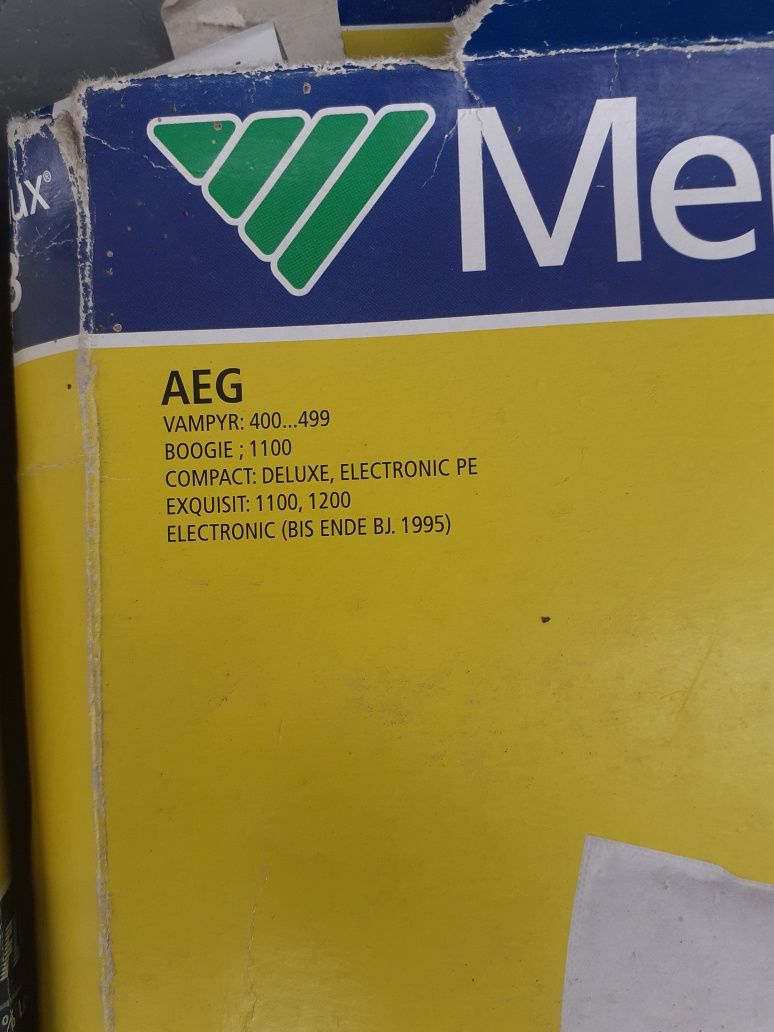 Me
ux®
AEG
VAMPYR: 400...499
BOOGIE ; 1100
COMPACT: DELUXE, ELECTRONIC PE
EXQUISIT: 1100, 1200
ELECTRONIC (BIS ENDE BJ. 1995)